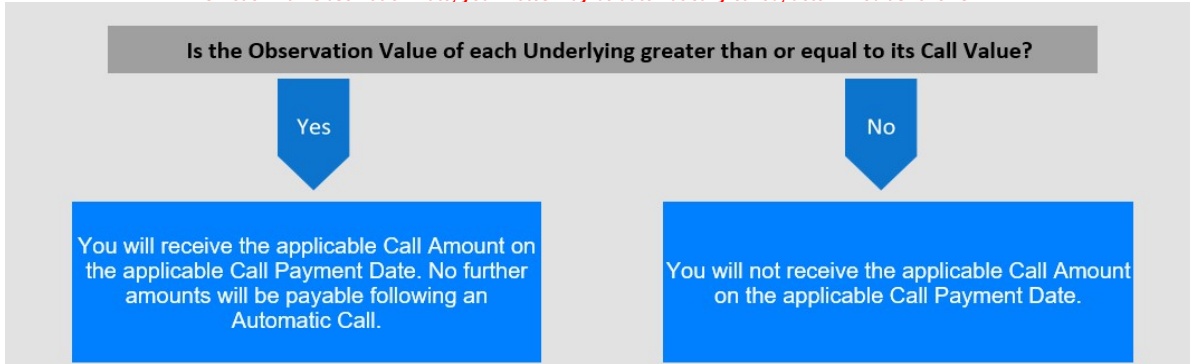 Is the Observation Value of each Underlying greater than or equal to its Call Value?
Yes
No
You will receive the applicable Call Amount on
the applicable Call Payment Date. No further
amounts will be payable following an
Automatic Call.
You will not receive the applicable Call Amount
on the applicable Call Payment Date.